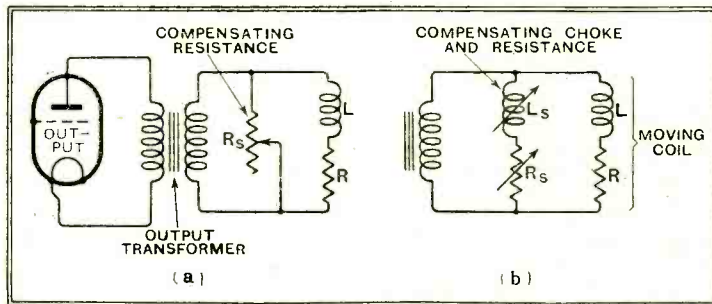 COMPENSATING
RESISTANCE
OUT-
PUT
RS
L
R
OUTPUT
TRANSFORMER
(a)
COMPENSATING CHOKE
AND RESISTANCE
LS
RS
L
R
MOVING
COIL
(b)